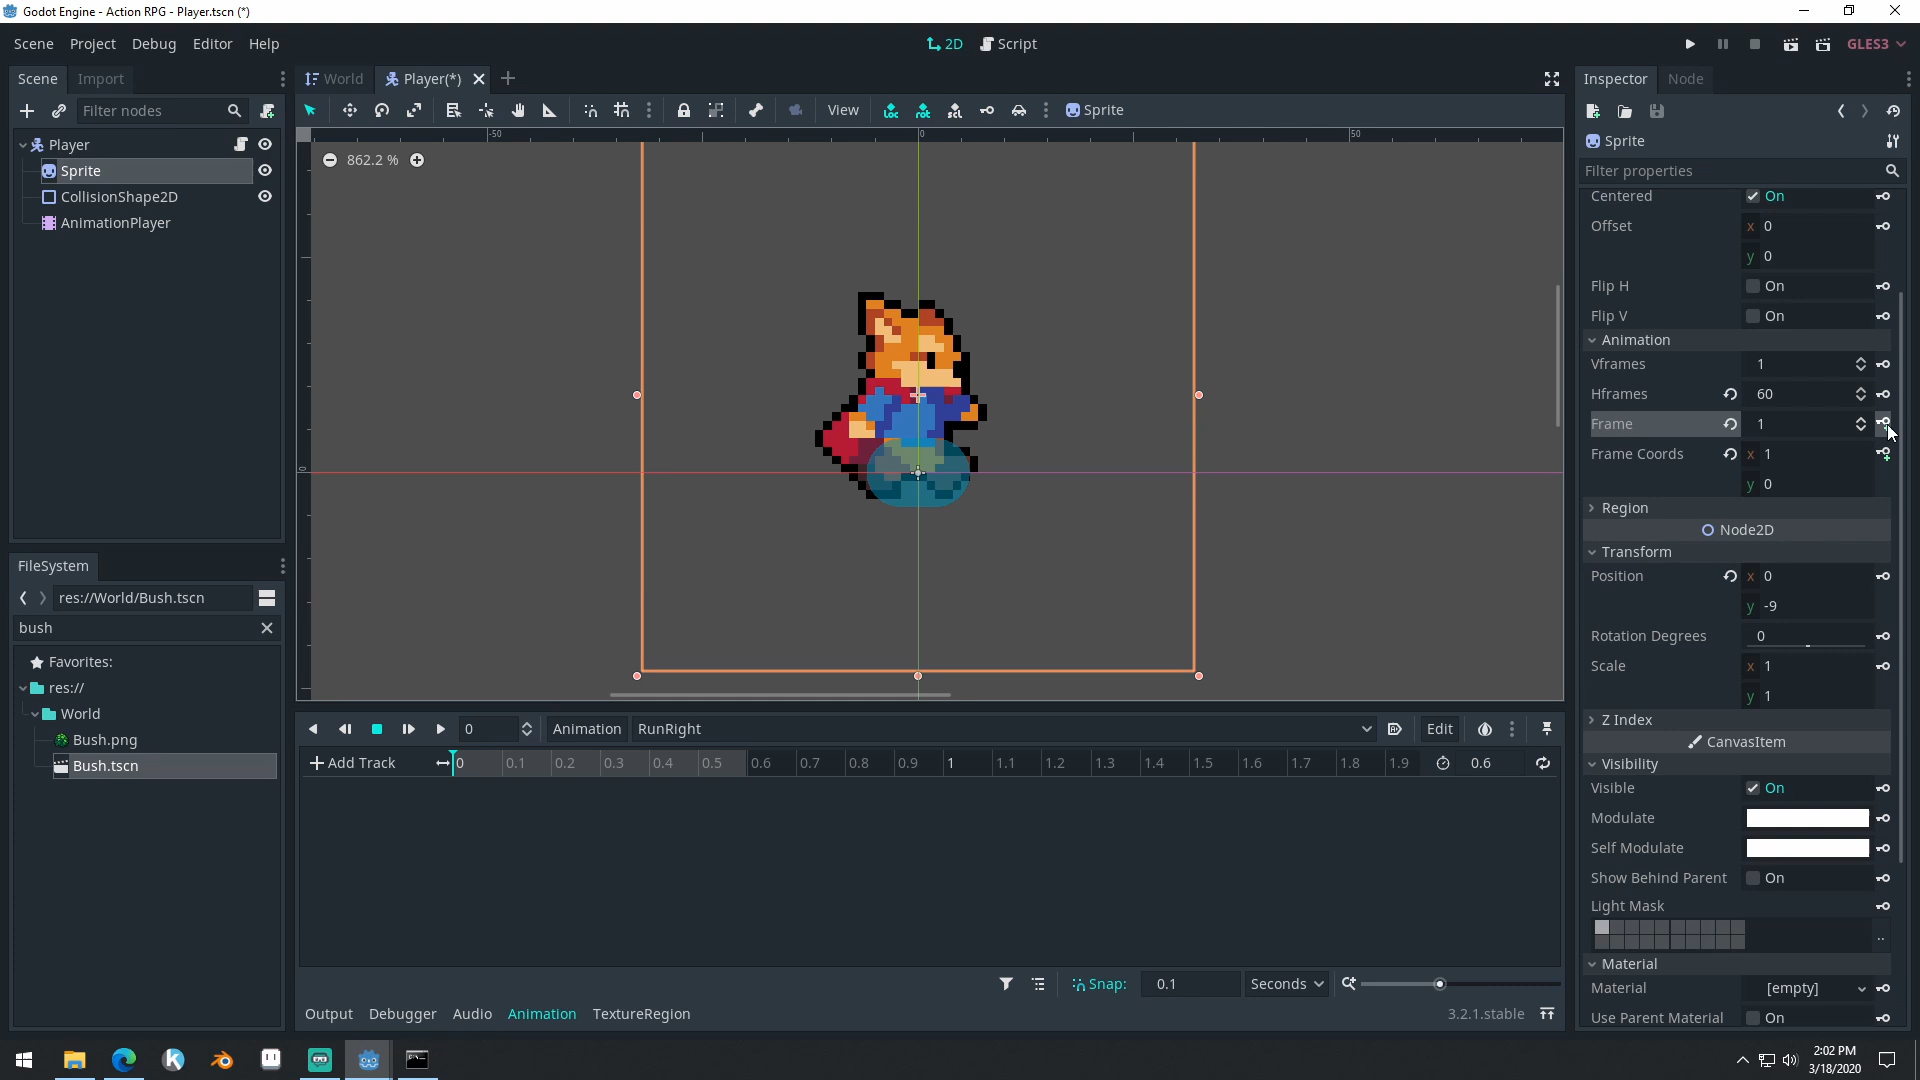 Godot Engine - Action RPG - Player.tscn (*)
Scene Project Debug Editor Help
2D Script
GLES3
Scene Import
World Player(*)
Inspector Node
Filter nodes
View
Sprite
Player
Sprite
CollisionShape2D
AnimationPlayer
-50 0 50
0
862.2 %
Sprite
Filter properties
Centered On
Offset x 0
y 0
Flip H On
Flip V On
Animation
Vframes 1
Hframes 60
Frame 1
Frame Coords x 1
y 0
Region
Node2D
Transform
Position x 0
y -9
Rotation Degrees 0
Scale x 1
y 1
Z Index
CanvasItem
Visibility
Visible On
Modulate
Self Modulate
Show Behind Parent On
Light Mask
..
Material
Material [empty]
Use Parent Material On
FileSystem
res://World/Bush.tscn
bush
Favorites:
res://
World
Bush.png
Bush.tscn
0 Animation RunRight Edit
Add Track 0 0.1 0.2 0.3 0.4 0.5 0.6 0.7 0.8 0.9 1 1.1 1.2 1.3 1.4 1.5 1.6 1.7 1.8 1.9 0.6
Snap: 0.1 Seconds
Output Debugger Audio Animation TextureRegion 3.2.1.stable
2:02 PM
3/18/2020